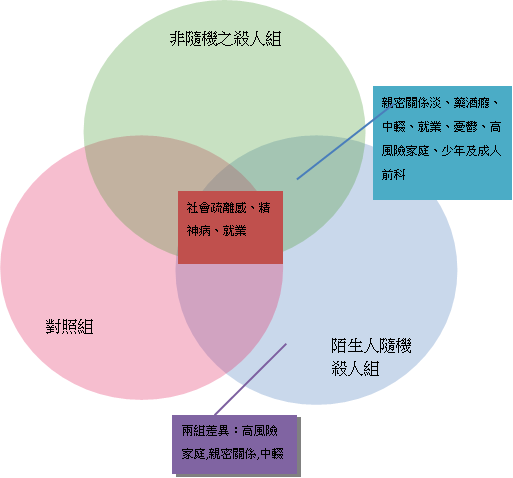 非隨機之殺人組
親密關係淡、藥酒癮、
中輟、就業、憂鬱、高
風險家庭、少年及成人
前科
社會疏離感、精
神病、就業
對照組
陌生人隨機
殺人組
兩組差異：高風險
家庭,親密關係,中輟